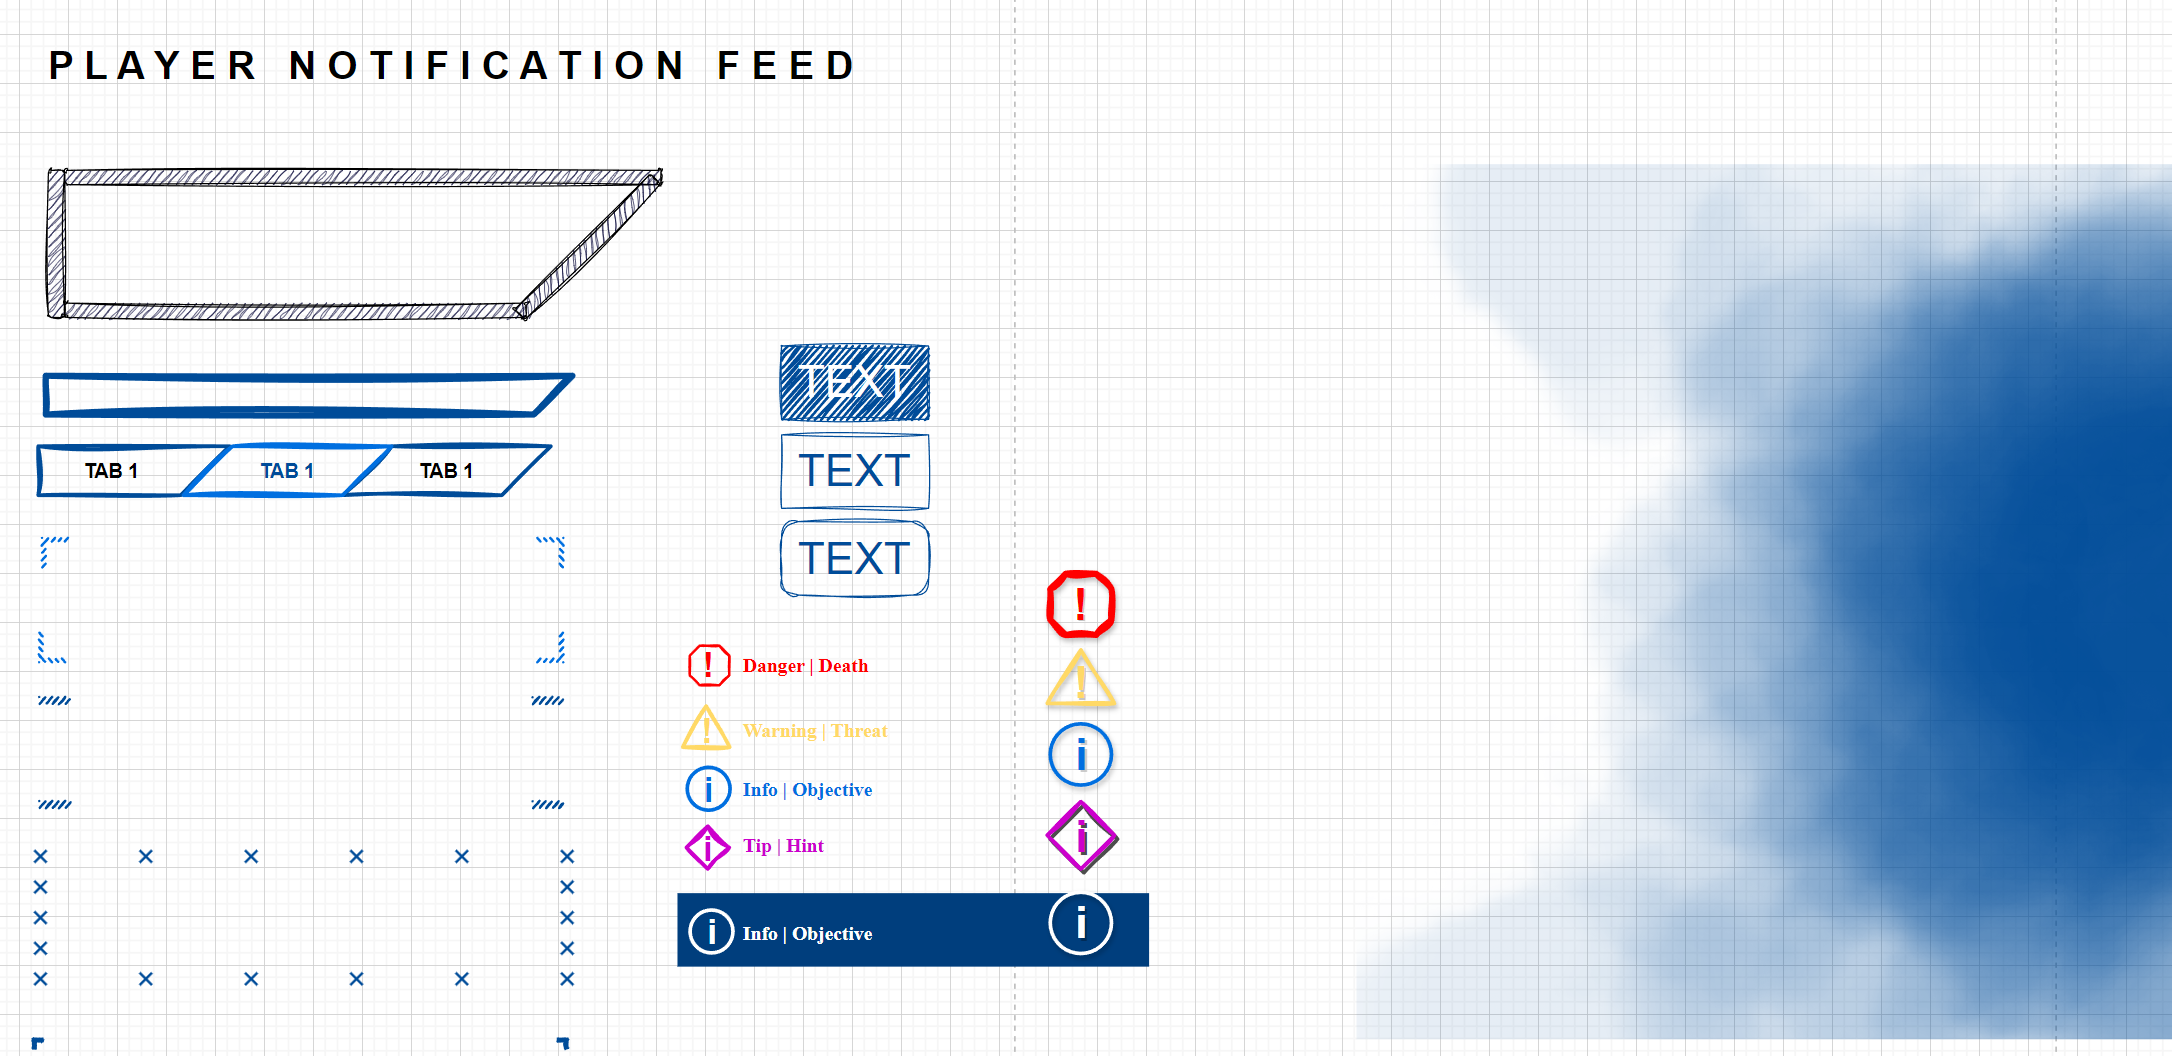 PLAYER NOTIFICATION FEED
TEXT
TAB 1 TAB 1 TAB 1
TEXT
TEXT
!
! Danger | Death
!
! Warning | Threat
i
i Info | Objective
i
i Tip | Hint
i Info | Objective
i